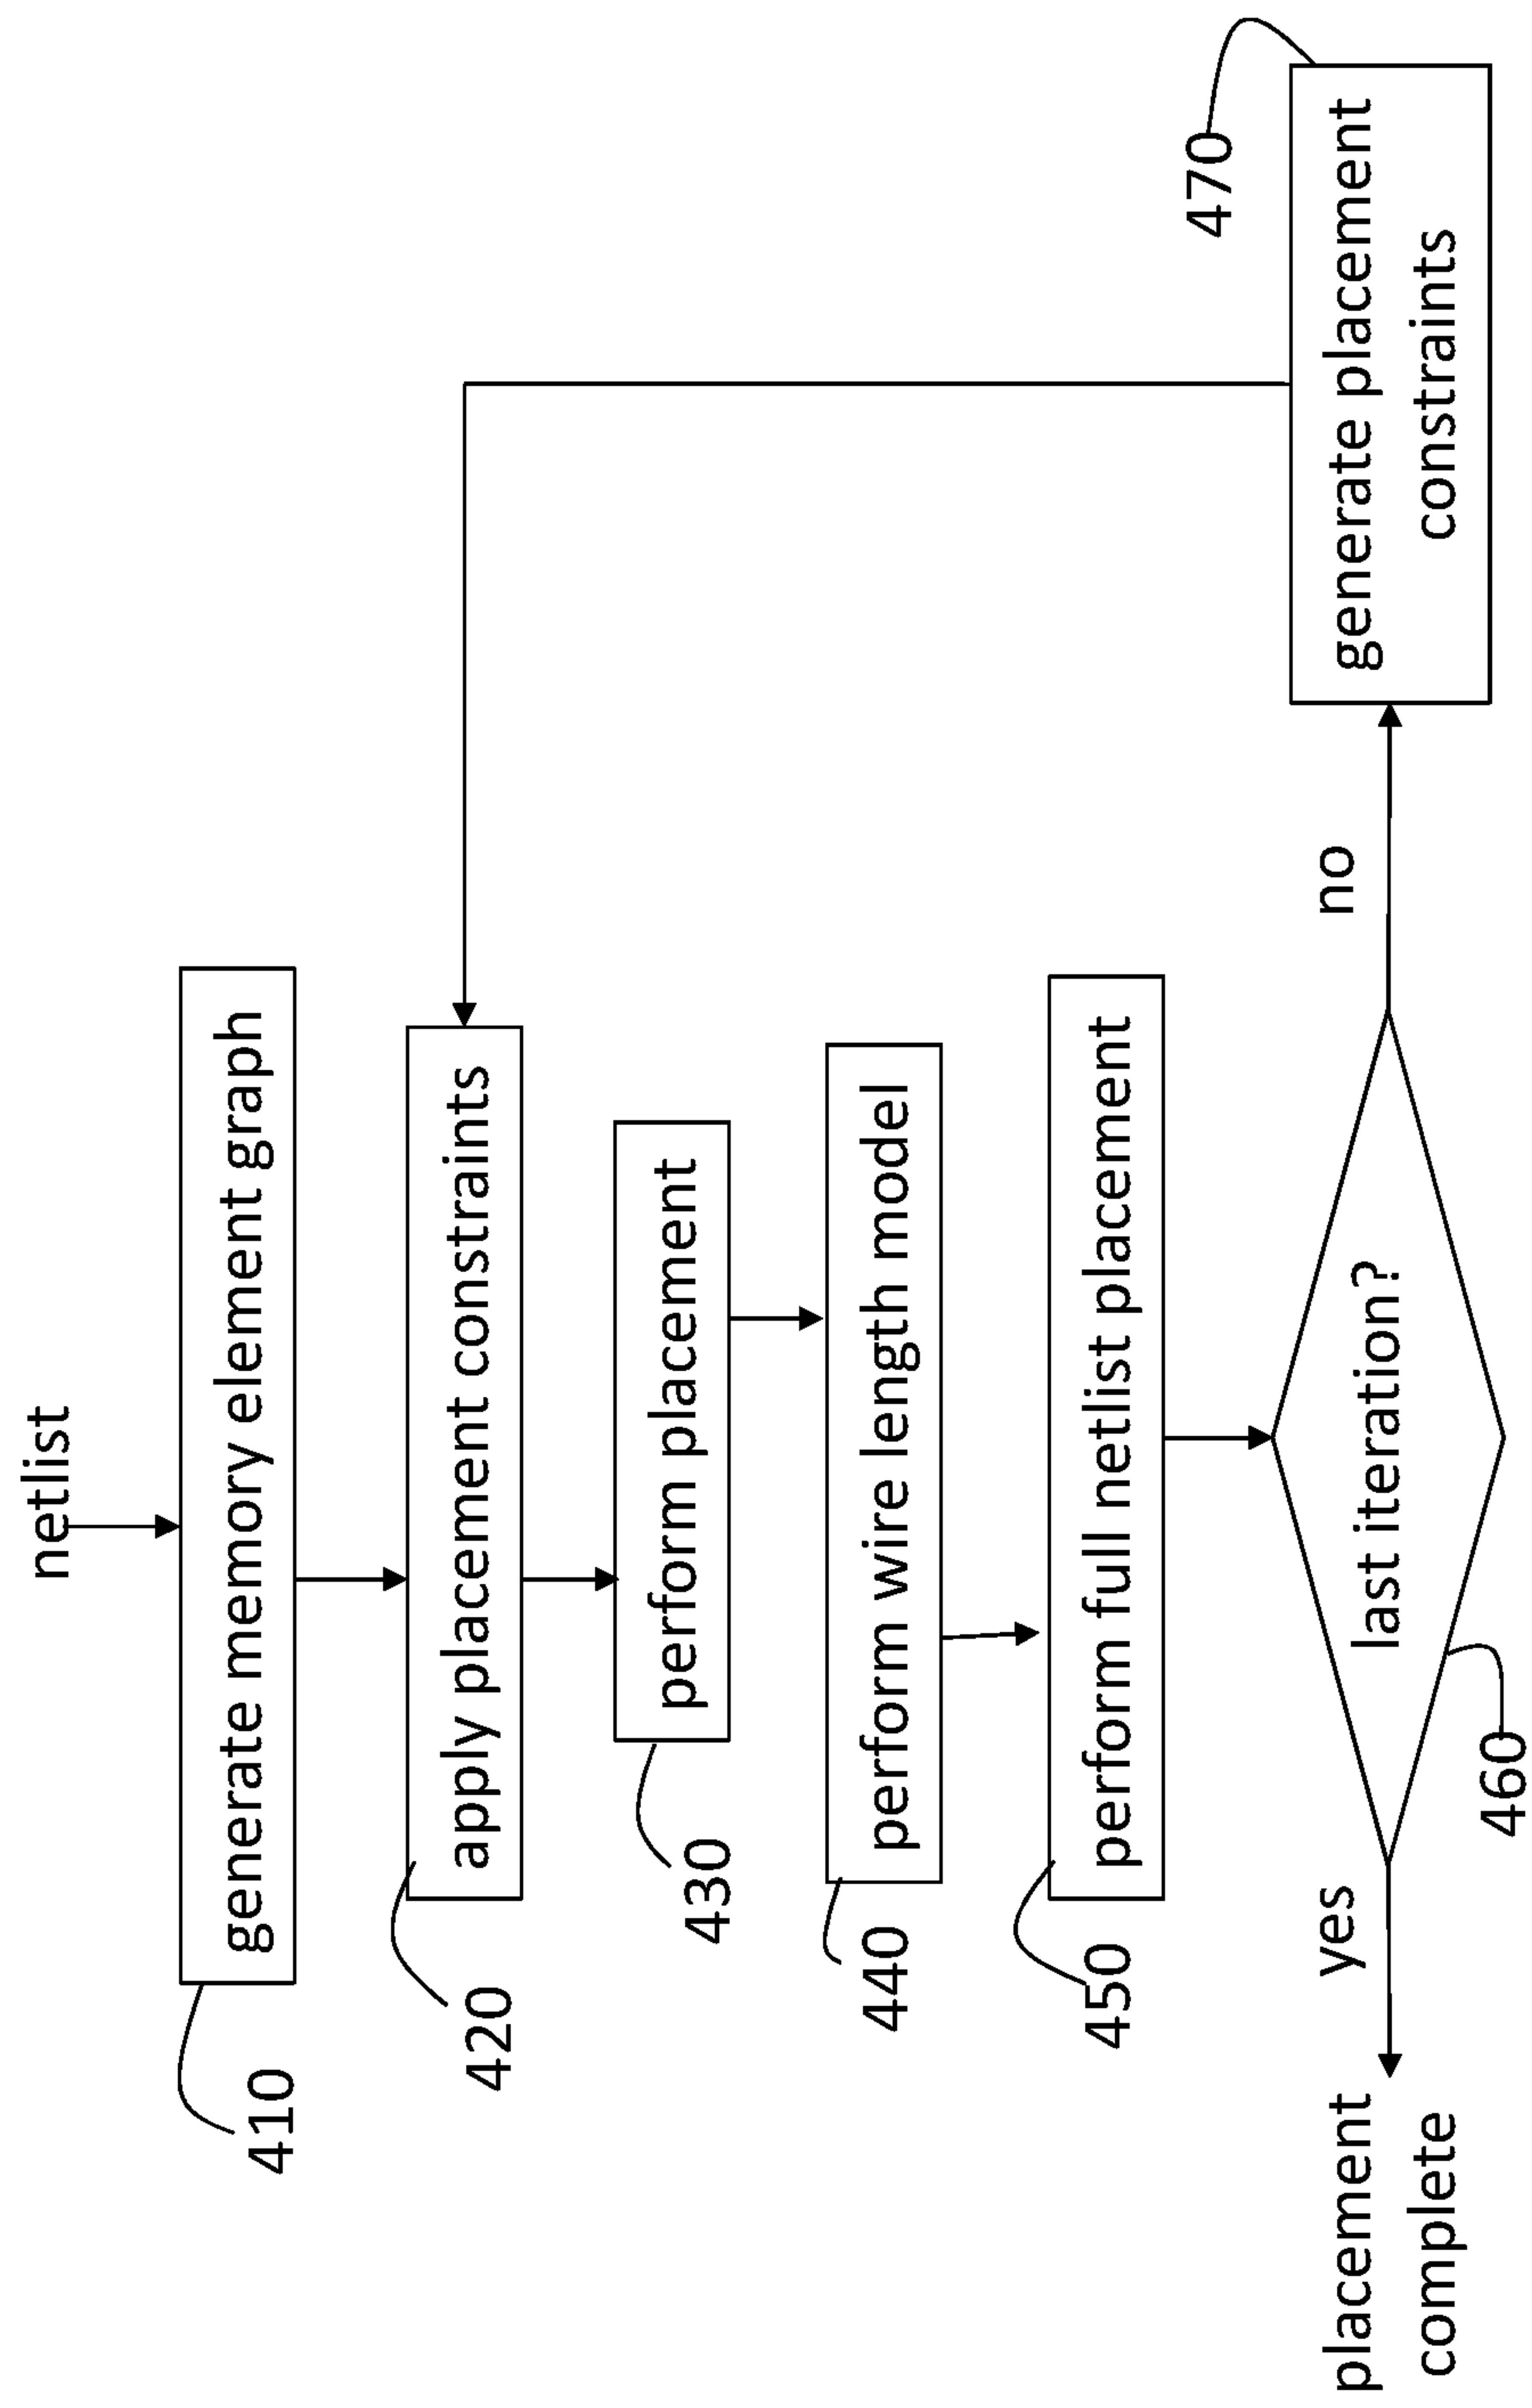 netlist
generate memory element graph
410
apply placement constraints
420
perform placement
430
perform wire length model
440
perform full netlist placement
450
last iteration?
460
yes
no
placement
complete
generate placement
constraints
470